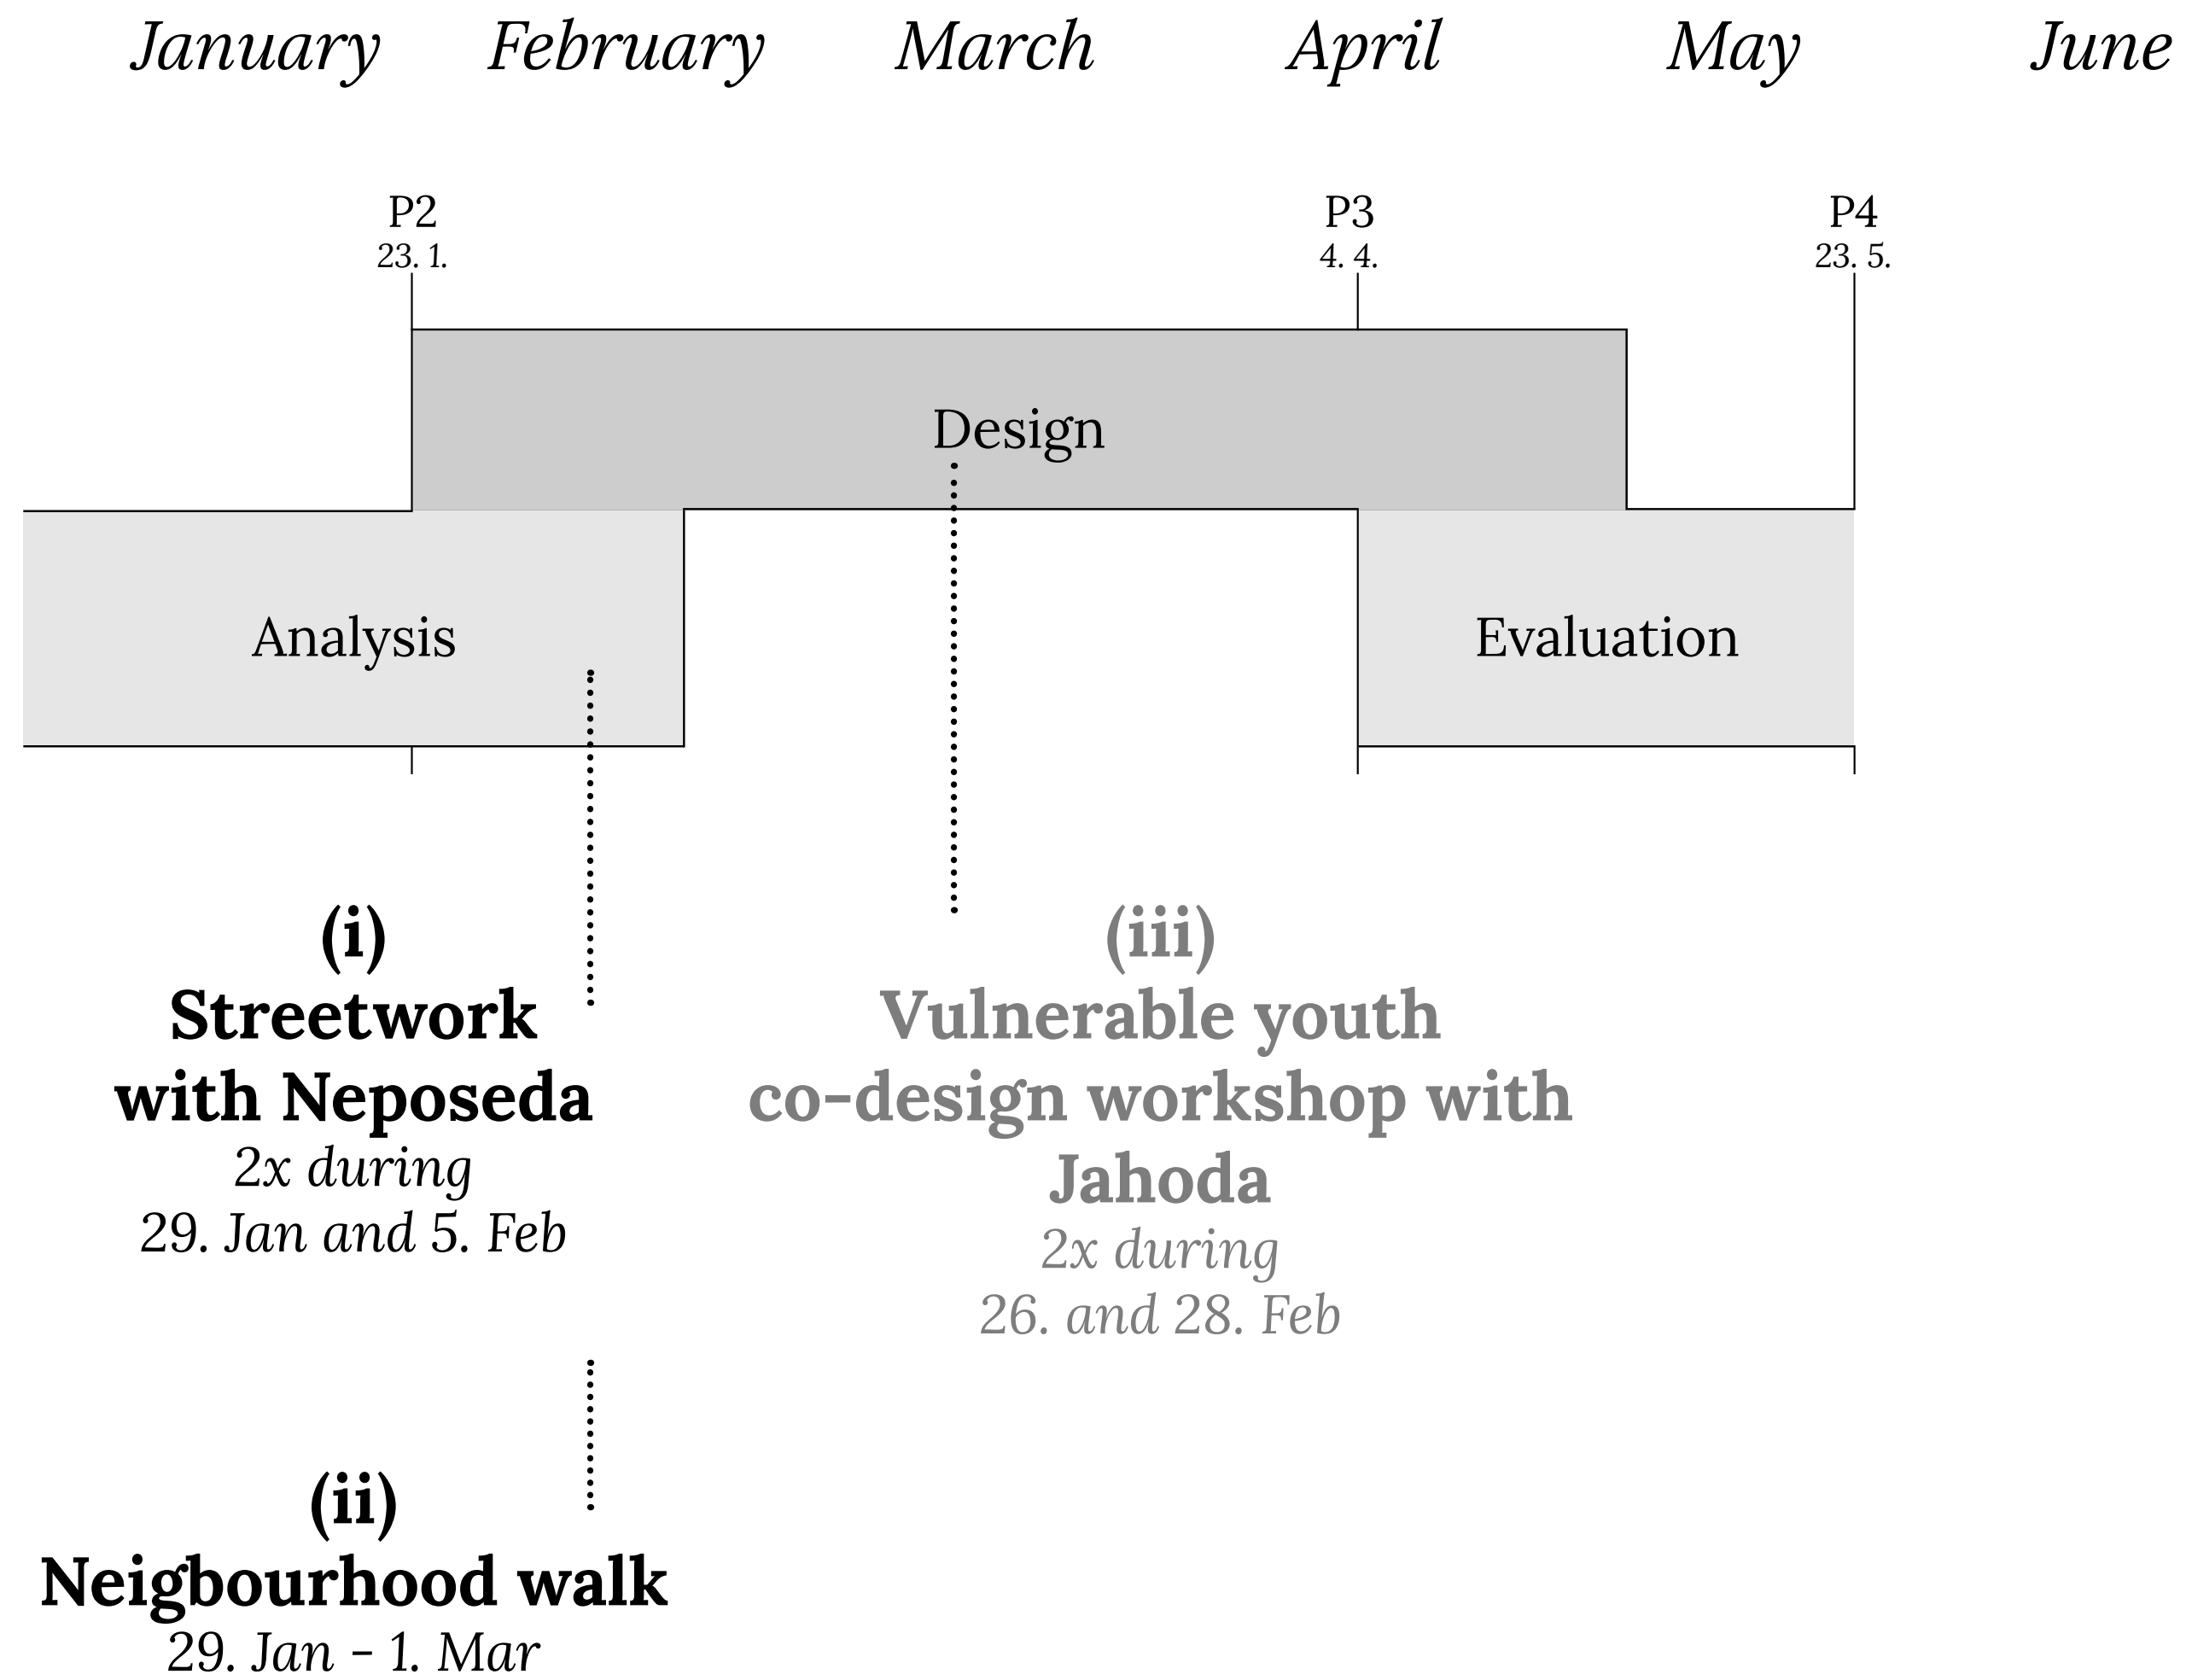 January February March April May June
P2 P3 P4
23. 1. 4. 4. 23. 5.
Design
Analysis Evaluation
(i)
Streetwork
with Neposeda
2x during
29. Jan and 5. Feb
(iii)
Vulnerable youth
co-design workshop with
Jahoda
2x during
26. and 28. Feb
(ii)
Neigbourhood walk
29. Jan - 1. Mar